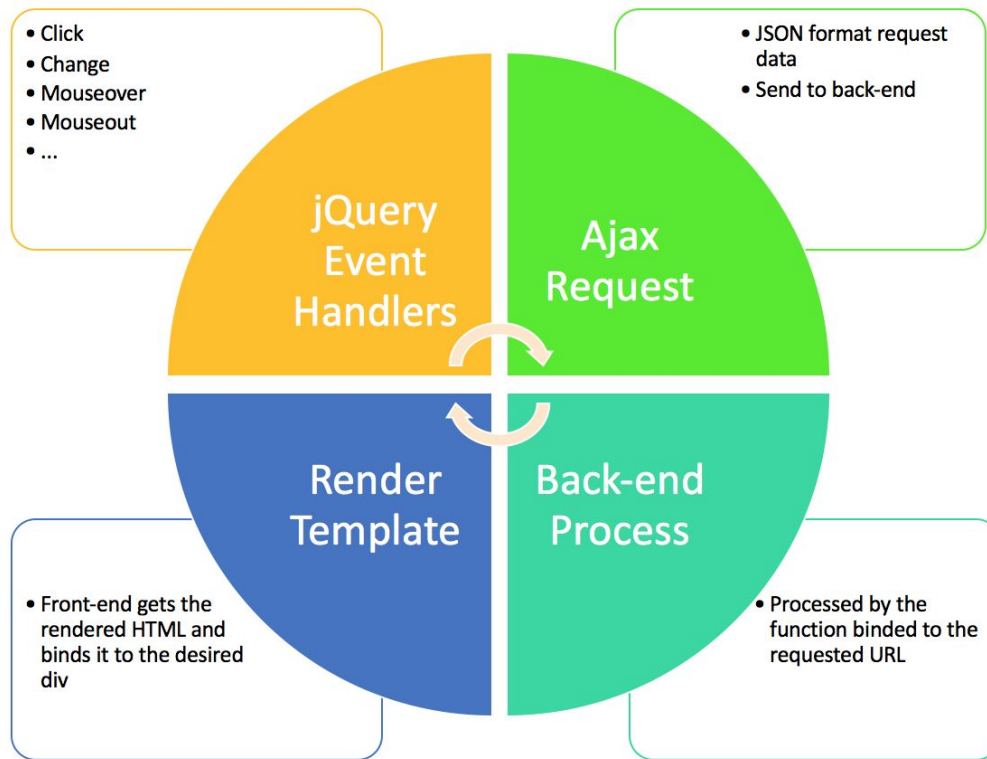 • Click
• Change
• Mouseover
• Mouseout
• ...
• JSON format request
data
• Send to back-end
jQuery
Event
Handlers
Ajax
Request
Render
Template
Back-end
Process
• Front-end gets the
rendered HTML and
binds it to the desired
div
• Processed by the
function binded to the
requested URL